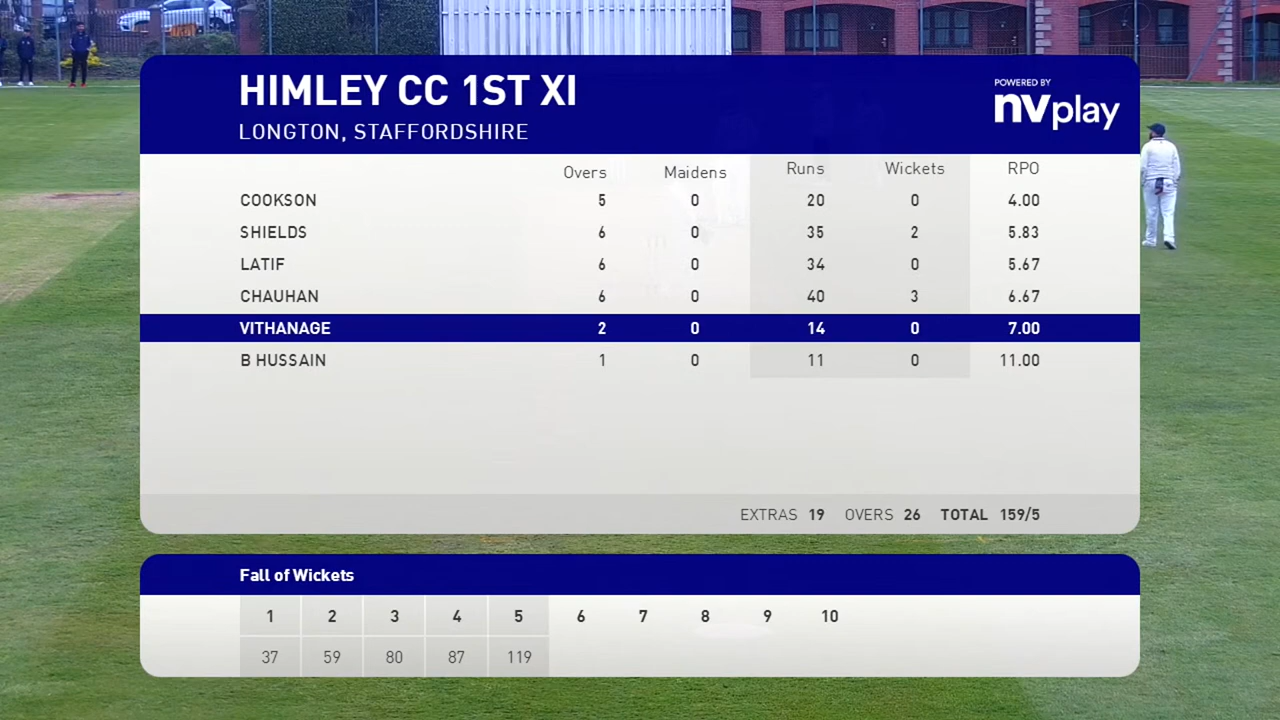 HIMLEY CC 1ST XI
LONGTON, STAFFORDSHIRE
POWERED BY
nvplay
Overs Maidens Runs Wickets RPO
COOKSON 5 0 20 0 4.00
SHIELDS 6 0 35 2 5.83
LATIF 6 0 34 0 5.67
CHAUHAN 6 0 40 3 6.67
VITHANAGE 2 0 14 0 7.00
B HUSSAIN 1 0 11 0 11.00
EXTRAS 19 OVERS 26 TOTAL 159/5
Fall of Wickets
1 2 3 4 5 6 7 8 9 10
37 59 80 87 119